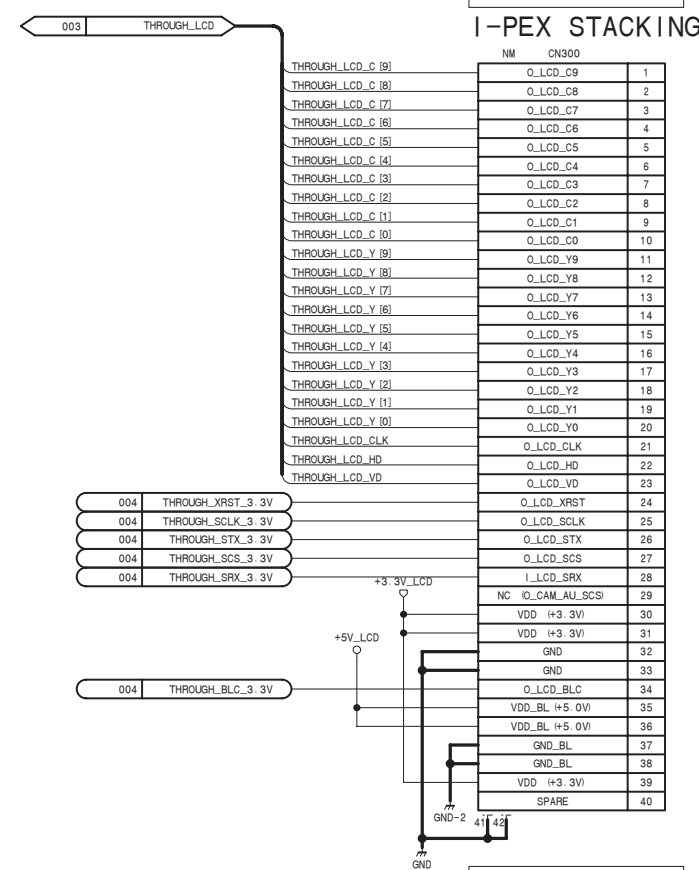 003 THROUGH_LCD
I-PEX STACKING
NM CN300
THROUGH_LCD_C [9] O_LCD_C9 1
THROUGH_LCD_C [8] O_LCD_C8 2
THROUGH_LCD_C [7] O_LCD_C7 3
THROUGH_LCD_C [6] O_LCD_C6 4
THROUGH_LCD_C [5] O_LCD_C5 5
THROUGH_LCD_C [4] O_LCD_C4 6
THROUGH_LCD_C [3] O_LCD_C3 7
THROUGH_LCD_C [2] O_LCD_C2 8
THROUGH_LCD_C [1] O_LCD_C1 9
THROUGH_LCD_C [0] O_LCD_C0 10
THROUGH_LCD_Y [9] O_LCD_Y9 11
THROUGH_LCD_Y [8] O_LCD_Y8 12
THROUGH_LCD_Y [7] O_LCD_Y7 13
THROUGH_LCD_Y [6] O_LCD_Y6 14
THROUGH_LCD_Y [5] O_LCD_Y5 15
THROUGH_LCD_Y [4] O_LCD_Y4 16
THROUGH_LCD_Y [3] O_LCD_Y3 17
THROUGH_LCD_Y [2] O_LCD_Y2 18
THROUGH_LCD_Y [1] O_LCD_Y1 19
THROUGH_LCD_Y [0] O_LCD_Y0 20
THROUGH_LCD_CLK O_LCD_CLK 21
THROUGH_LCD_HD O_LCD_HD 22
THROUGH_LCD_VD O_LCD_VD 23
004 THROUGH_XRST_3.3V O_LCD_XRST 24
004 THROUGH_SCLK_3.3V O_LCD_SCLK 25
004 THROUGH_STX_3.3V O_LCD_STX 26
004 THROUGH_SCS_3.3V O_LCD_SCS 27
004 THROUGH_SRX_3.3V I_LCD_SRX 28
+3.3V_LCD
NC (O_CAM_AU_SCS) 29
VDD (+3.3V) 30
VDD (+3.3V) 31
+5V_LCD
GND 32
GND 33
004 THROUGH_BLC_3.3V O_LCD_BLC 34
VDD_BL (+5.0V) 35
VDD_BL (+5.0V) 36
GND_BL 37
GND_BL 38
VDD (+3.3V) 39
SPARE 40
GND-2
41 42
GND